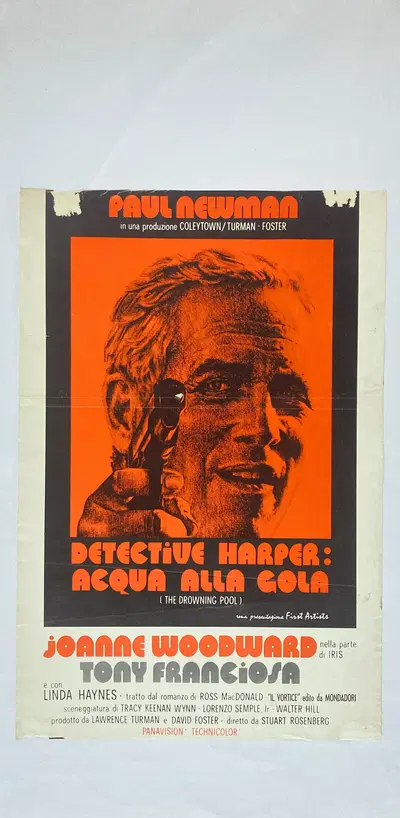 PAUL NEWMAN
in una produzione COLEYTOWN/TURMAN-FOSTER
DETECTIVE HARPER:
ACQUA ALLA GOLA
(THE DROWNING POOL)
una presentazione First Artists
JOANNE WOODWARD nella parte di IRIS
TONY FRANCIOSA
e con
LINDA HAYNES - tratto dal romanzo di ROSS MacDONALD "IL VORTICE" edito da MONDADORI
sceneggiatura di TRACY KEENAN WYNN - LORENZO SEMPLE, Jr - WALTER HILL
prodotto da LAWRENCE TURMAN e DAVID FOSTER - diretto da STUART ROSENBERG
PANAVISION® TECHNICOLOR®